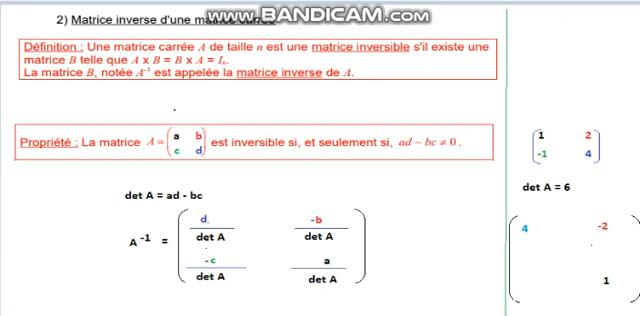 www.BANDICAM.com
2) Matrice inverse d'une matrice carrée
Définition : Une matrice carrée A de taille n est une matrice inversible s'il existe une
matrice B telle que A x B = B x A = Iₙ.
La matrice B, notée A⁻¹ est appelée la matrice inverse de A.
Propriété : La matrice A = ( a b
c d ) est inversible si, et seulement si, ad – bc ≠ 0 .
det A = ad - bc
A -1 =
d -b
det A det A
-c a
det A det A
1 2
-1 4
det A = 6
4 -2
1